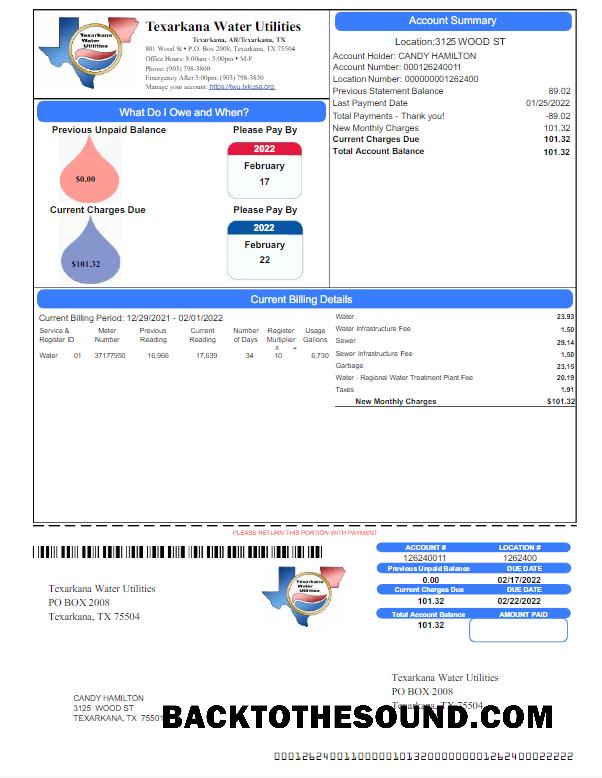 Texarkana Water Utilities
Texarkana, AR/Texarkana, TX
801 Wood St • P.O. Box 2008, Texarkana, TX 75504
Office Hours: 8:00am - 5:00pm • M-F
Phone: (903) 798-3800
Emergency After 5:00pm: (903) 798-3850
Manage your account: https://twu.txkusa.org
Texarkana
Water
Utilities
Account Summary
Location:3125 WOOD ST
Account Holder: CANDY HAMILTON
Account Number: 000126240011
Location Number: 000000001262400
Previous Statement Balance 89.02
Last Payment Date 01/25/2022
Total Payments - Thank you! -89.02
New Monthly Charges 101.32
Current Charges Due 101.32
Total Account Balance 101.32
What Do I Owe and When?
Previous Unpaid Balance Please Pay By
$0.00
2022
February
17
Current Charges Due Please Pay By
$101.32
2022
February
22
Current Billing Details
Current Billing Period: 12/29/2021 - 02/01/2022
Service & Meter Previous Current Number Register Usage
Register ID Number Reading Reading of Days Multiplier Gallons
X =
Water 01 37177950 16,966 17,639 34 10 6,730
Water 23.93
Water Infrastructure Fee 1.50
Sewer 29.14
Sewer Infrastructure Fee 1.50
Garbage 23.15
Water - Regional Water Treatment Plant Fee 20.19
Taxes 1.91
New Monthly Charges $101.32
PLEASE RETURN THIS PORTION WITH PAYMENT
Texarkana Water Utilities
PO BOX 2008
Texarkana, TX 75504
Texarkana
Water
Utilities
ACCOUNT # LOCATION #
126240011 1262400
Previous Unpaid Balance DUE DATE
0.00 02/17/2022
Current Charges Due DUE DATE
101.32 02/22/2022
Total Account Balance AMOUNT PAID
101.32
Texarkana Water Utilities
PO BOX 2008
Texarkana, TX 75504
CANDY HAMILTON
3125 WOOD ST
TEXARKANA, TX 75501
BACKTOTHESOUND.COM